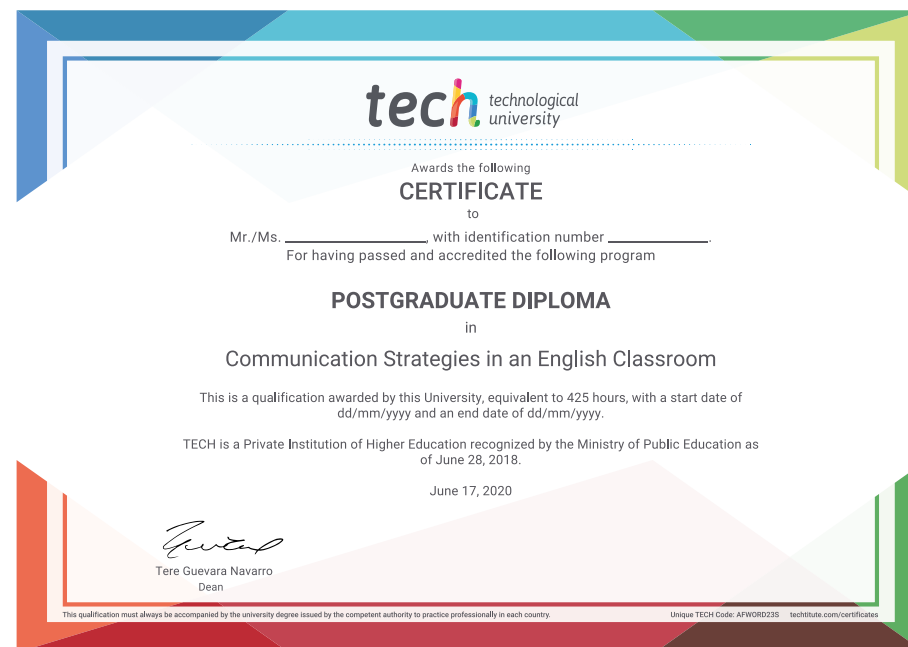 tech technological
university
Awards the following
CERTIFICATE
to
Mr./Ms. ____________________, with identification number ______________.
For having passed and accredited the following program
POSTGRADUATE DIPLOMA
in
Communication Strategies in an English Classroom
This is a qualification awarded by this University, equivalent to 425 hours, with a start date of
dd/mm/yyyy and an end date of dd/mm/yyyy.
TECH is a Private Institution of Higher Education recognized by the Ministry of Public Education as
of June 28, 2018.
June 17, 2020
Tere Guevara Navarro
Dean
This qualification must always be accompanied by the university degree issued by the competent authority to practice professionally in each country.
Unique TECH Code: AFWORD23S techtitute.com/certificates